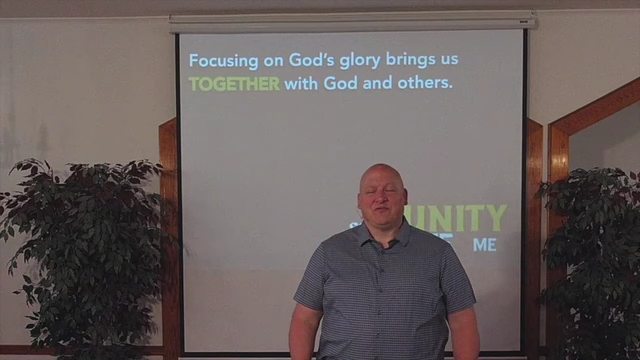 Focusing on God's glory brings us
TOGETHER with God and others.
UNITY
ME